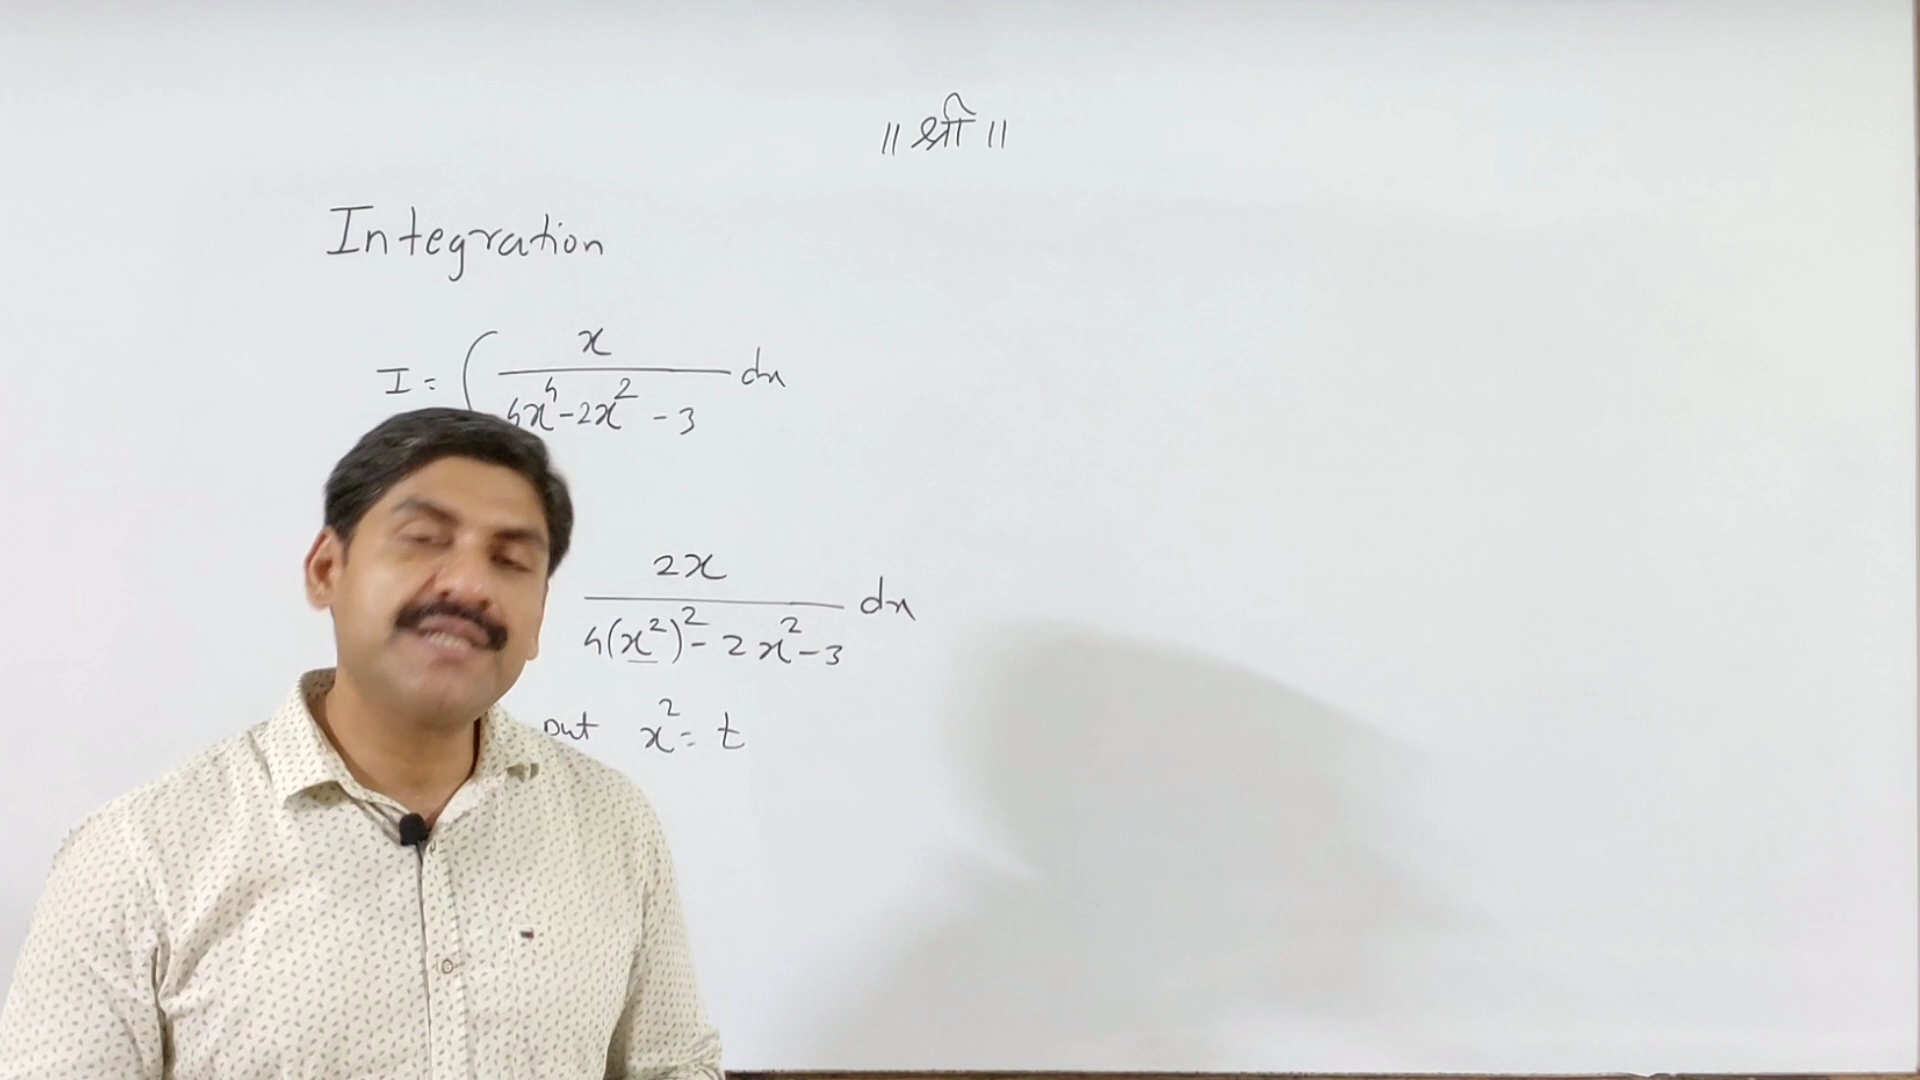 ॥ श्री ॥
Integration
I = ∫ x / (4x⁴ - 2x² - 3) dx
2x / (4(x²)² - 2x² - 3) dx
put x² = t